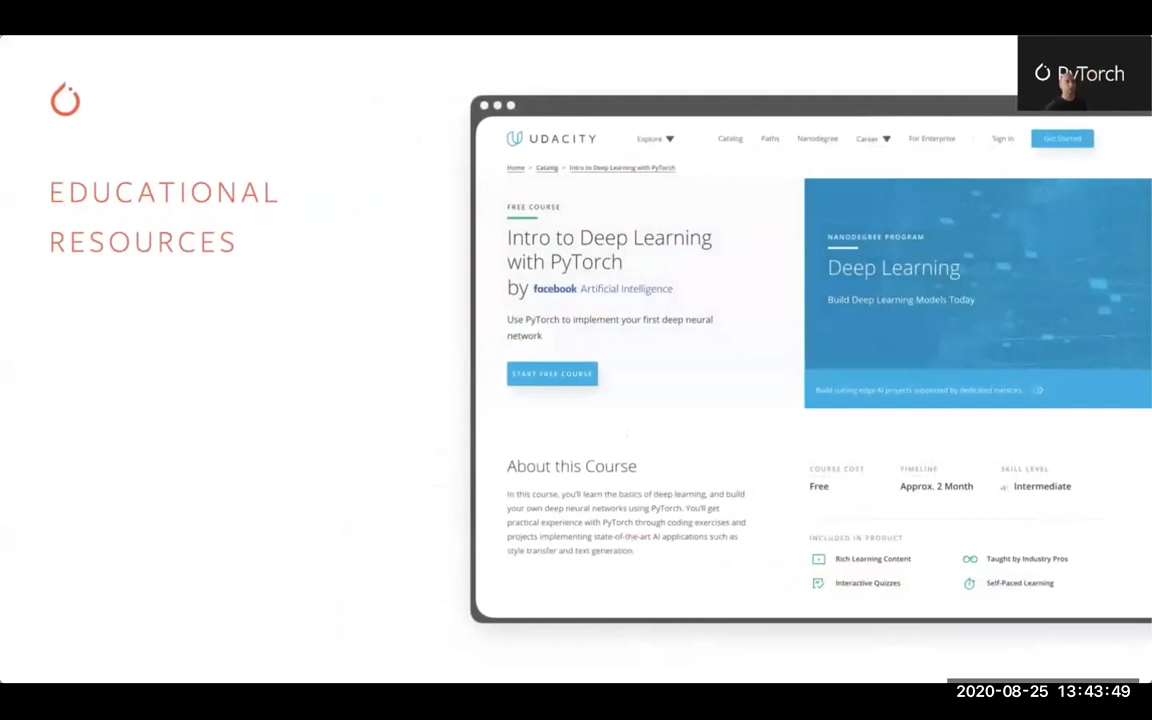 PyTorch
EDUCATIONAL
RESOURCES
UDACITY
Explore
Catalog
Paths
Nanodegree
Career
For Enterprise
Sign In
Get Started
Home > Catalog > Intro to Deep Learning with PyTorch
FREE COURSE
Intro to Deep Learning
with PyTorch
by facebook Artificial Intelligence
Use PyTorch to implement your first deep neural
network
START FREE COURSE
NANODEGREE PROGRAM
Deep Learning
Build Deep Learning Models Today
Build cutting-edge AI projects supported by dedicated mentors
About this Course
In this course, you'll learn the basics of deep learning, and build
your own deep neural networks using PyTorch. You'll get
practical experience with PyTorch through coding exercises and
projects implementing state-of-the-art AI applications such as
style transfer and text generation.
COURSE COST
Free
TIMELINE
Approx. 2 Month
SKILL LEVEL
Intermediate
INCLUDED IN PRODUCT
Rich Learning Content
Taught by Industry Pros
Interactive Quizzes
Self-Paced Learning
2020-08-25 13:43:49